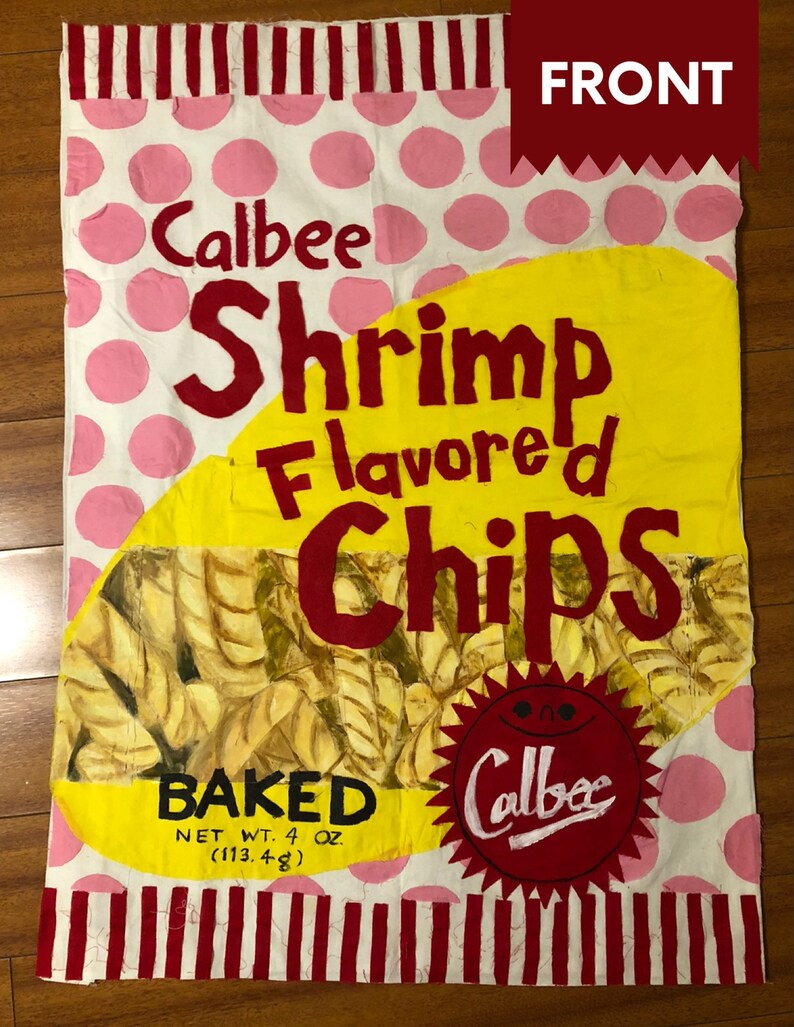 FRONT
Calbee
Shrimp
Flavored
Chips
Calbee
BAKED
NET WT. 4 OZ.
(113.4g)